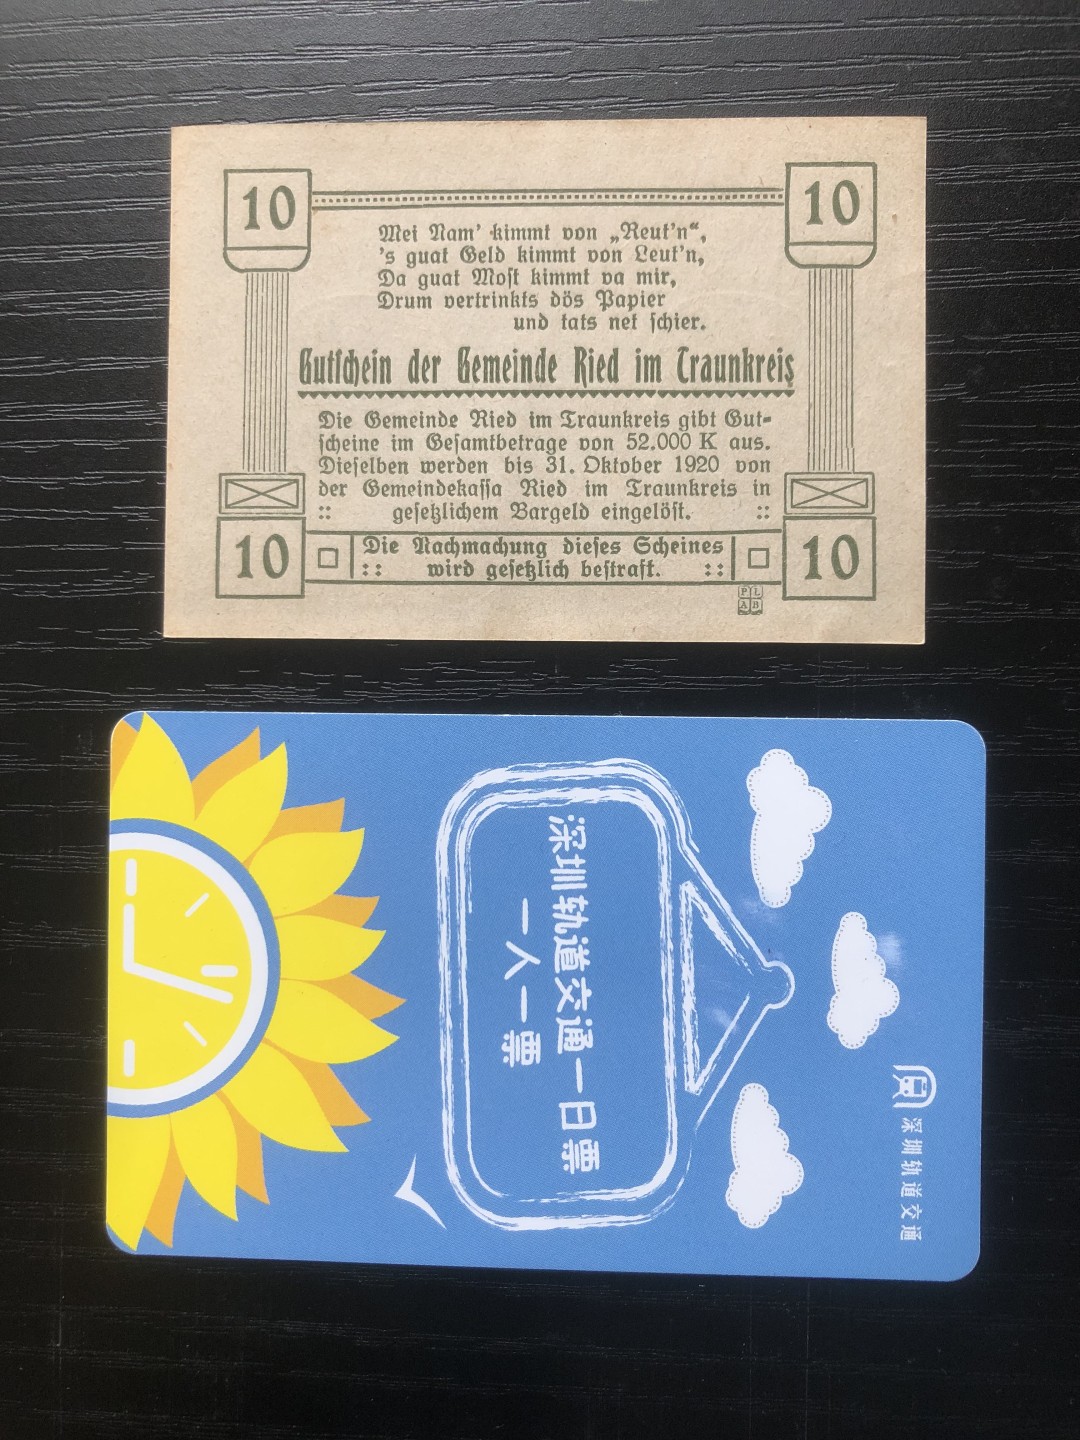 10
10
Mei Nam' kimmt von „Reut'n“,
's guat Geld kimmt von Leut'n,
Da guat Most kimmt va mir,
Drum vertrinkts dös Papier
und tats net schier.
Gutschein der Gemeinde Ried im Traunkreis
Die Gemeinde Ried im Traunkreis gibt Gut-
scheine im Gesamtbetrage von 52.000 K aus.
Dieselben werden bis 31. Oktober 1920 von
der Gemeindekassa Ried im Traunkreis in
:: gesetzlichem Bargeld eingelöst. ::
10
10
Die Nachmachung dieses Scheines
:: wird gesetzlich bestraft. ::
P L
A B
深圳轨道交通
深圳轨道交通一日票
一人一票